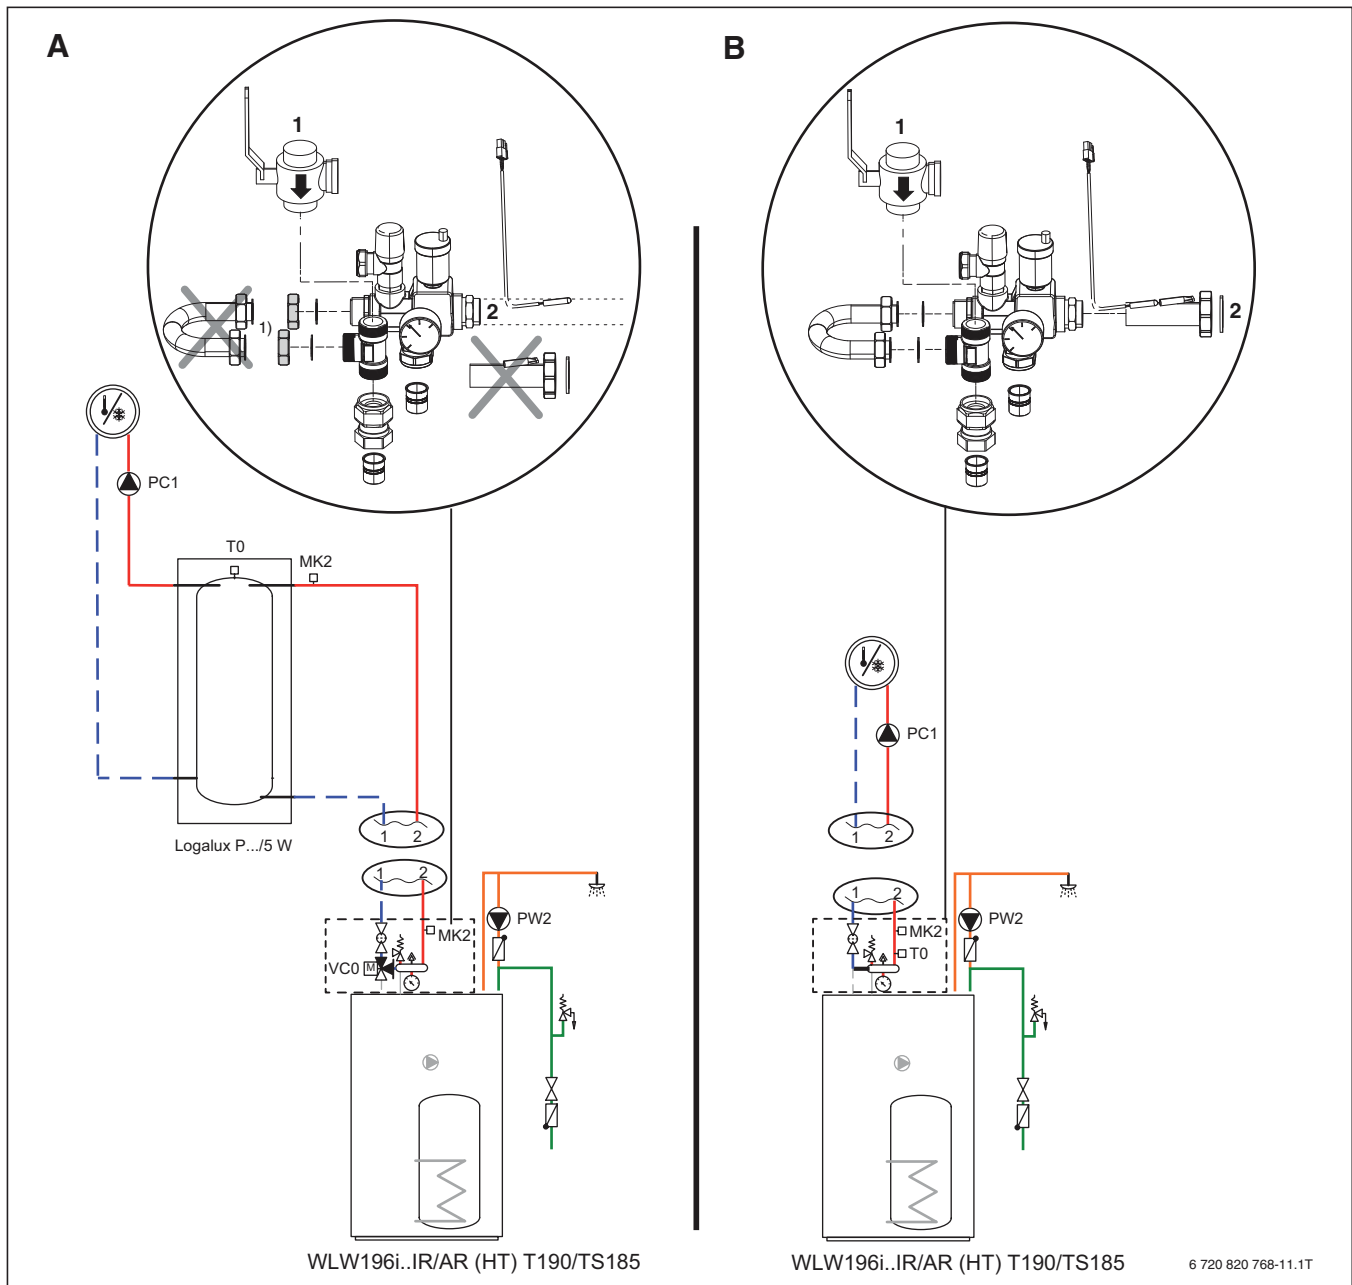 A
B
1
1
2
2
1)
PC1
T0
MK2
PC1
1 2
1 2
Logalux P.../5 W
1 2
1 2
PW2
PW2
MK2
MK2
VC0
M
T0
WLW196i..IR/AR (HT) T190/TS185
WLW196i..IR/AR (HT) T190/TS185
6 720 820 768-11.1T